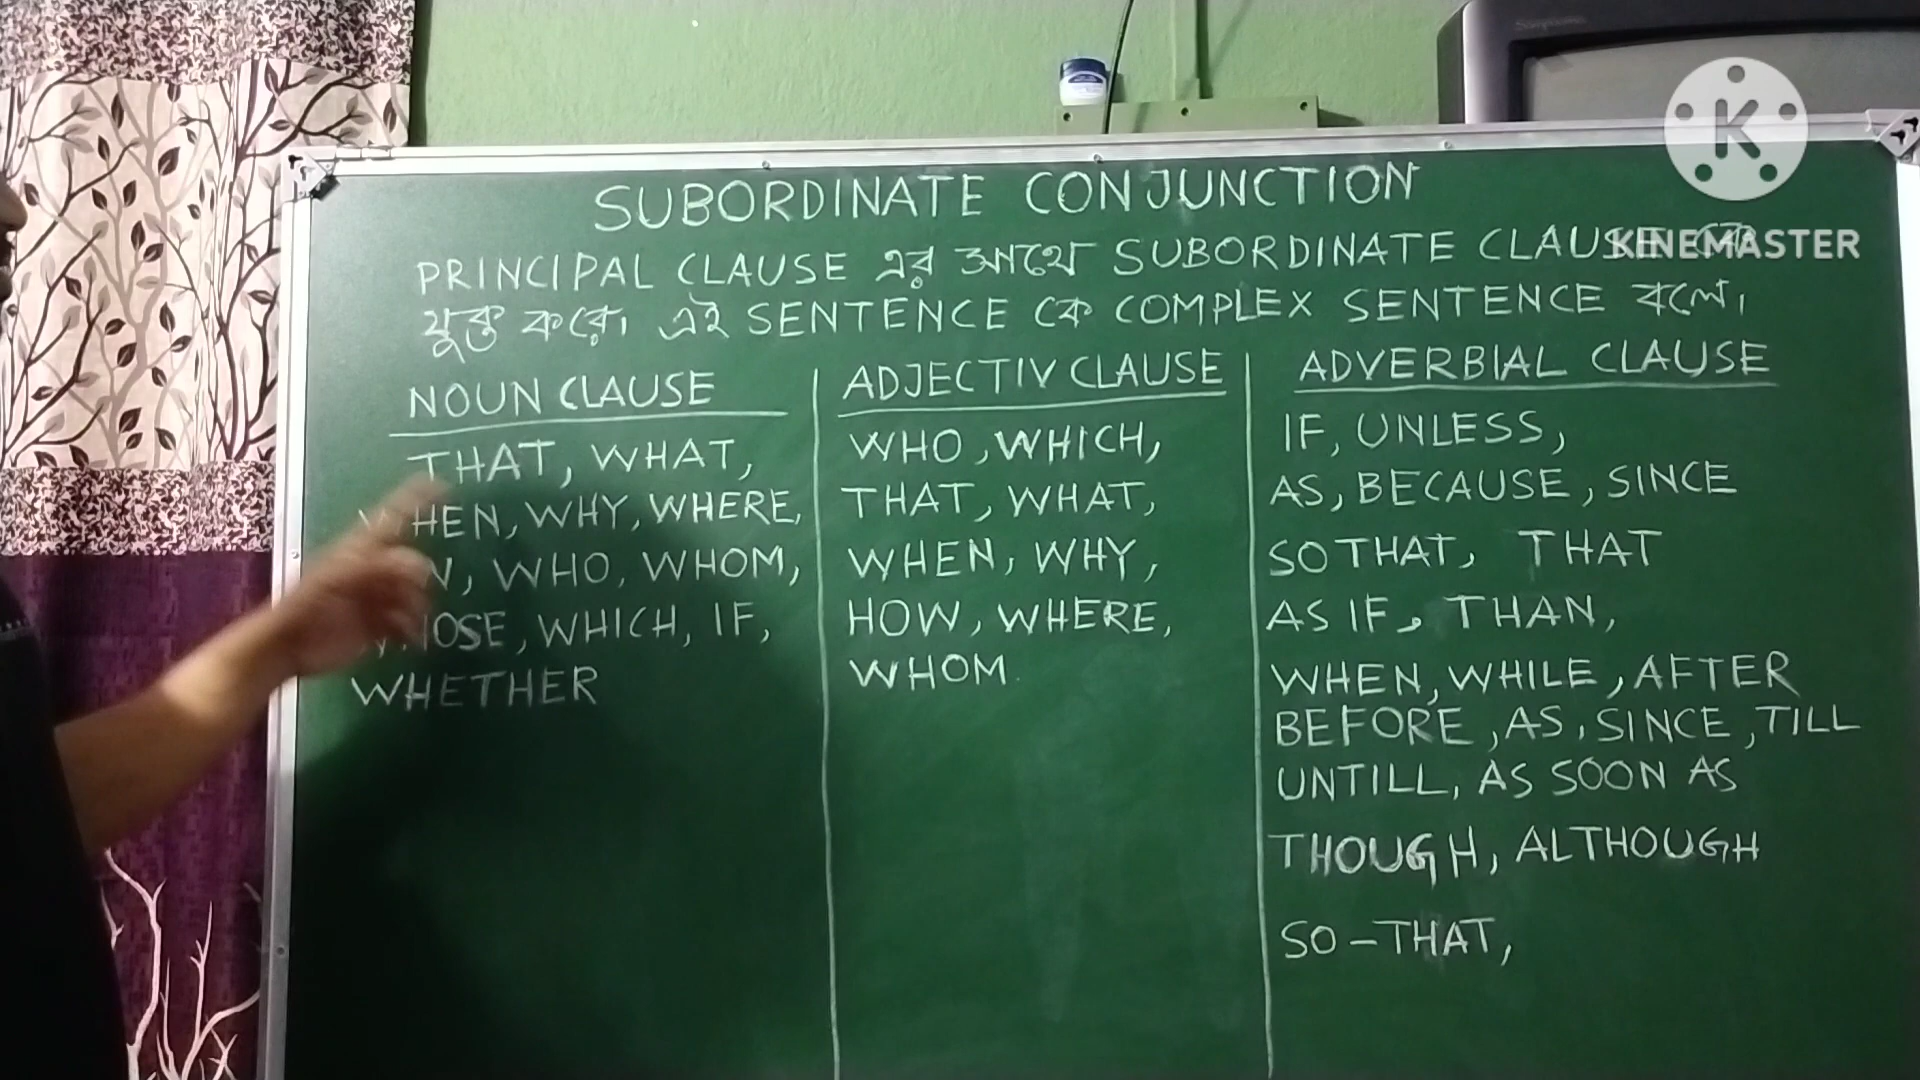 SUBORDINATE CONJUNCTION
PRINCIPAL CLAUSE এর সাথে SUBORDINATE CLAUSE কে
যুক্ত করে। এই SENTENCE কে COMPLEX SENTENCE বলে।
NOUN CLAUSE
THAT, WHAT,
WHEN, WHY, WHERE,
WHO, WHOM,
WHOSE, WHICH, IF,
WHETHER
ADJECTIV CLAUSE
WHO, WHICH,
THAT, WHAT,
WHEN, WHY,
HOW, WHERE,
WHOM.
ADVERBIAL CLAUSE
IF, UNLESS,
AS, BECAUSE, SINCE
SO THAT, THAT
AS IF, THAN,
WHEN, WHILE, AFTER
BEFORE, AS, SINCE, TILL
UNTILL, AS SOON AS
THOUGH, ALTHOUGH
SO – THAT,
K
KINEMASTER